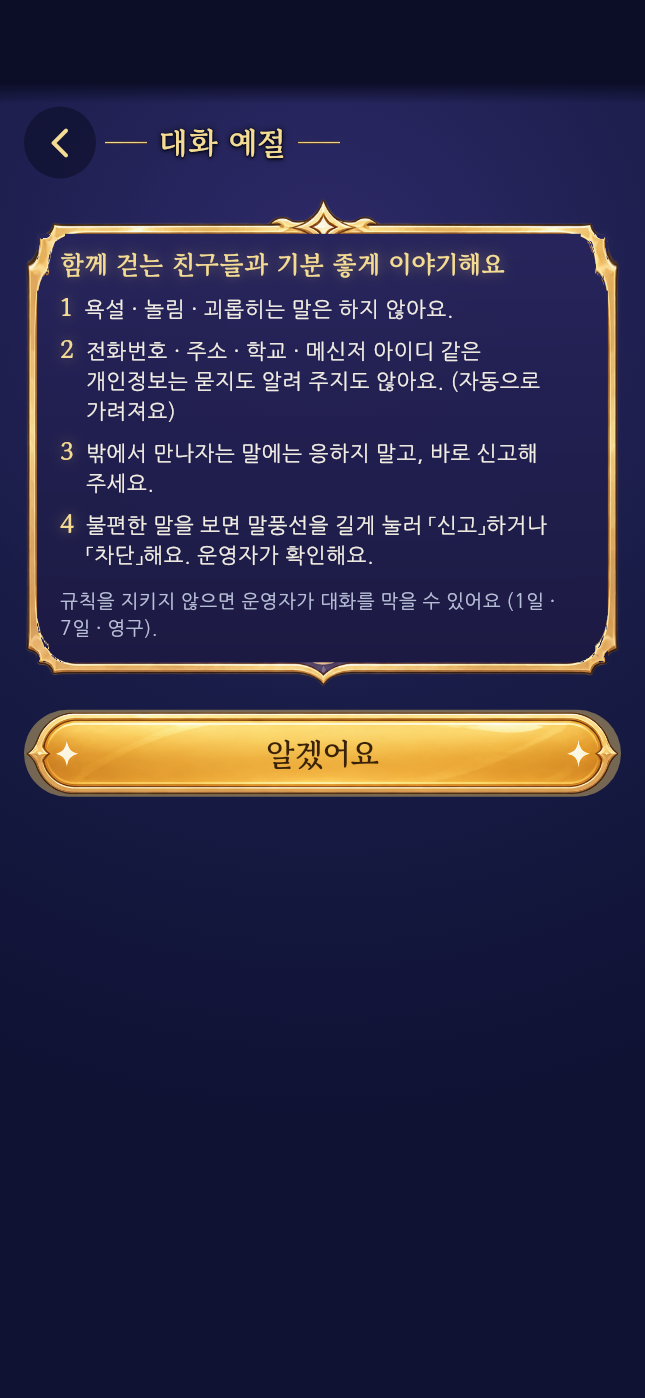 대화 예절
함께 걷는 친구들과 기분 좋게 이야기해요
1 욕설 · 놀림 · 괴롭히는 말은 하지 않아요.
2 전화번호 · 주소 · 학교 · 메신저 아이디 같은
개인정보는 묻지도 알려 주지도 않아요. (자동으로
가려져요)
3 밖에서 만나자는 말에는 응하지 말고, 바로 신고해
주세요.
4 불편한 말을 보면 말풍선을 길게 눌러 「신고」하거나
「차단」해요. 운영자가 확인해요.
규칙을 지키지 않으면 운영자가 대화를 막을 수 있어요 (1일 ·
7일 · 영구).
알겠어요